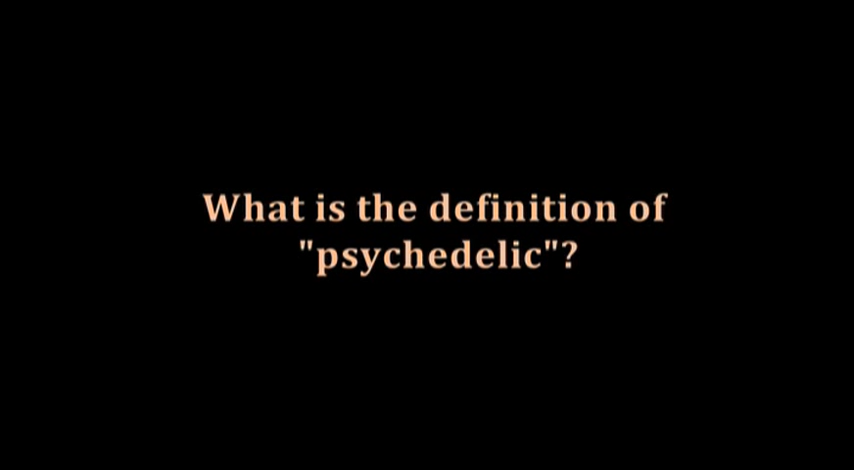 What is the definition of
"psychedelic"?